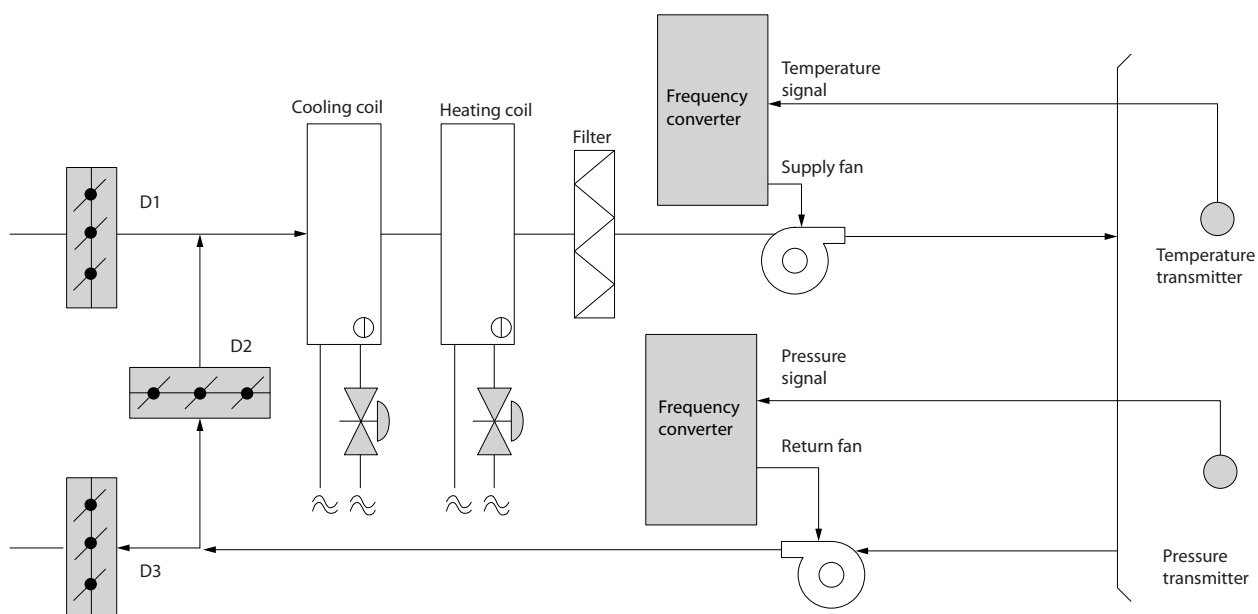 Temperature
signal
Frequency
converter
Cooling coil
Heating coil
Filter
Supply fan
D1
Temperature
transmitter
D2
Pressure
signal
Frequency
converter
Return fan
D3
Pressure
transmitter